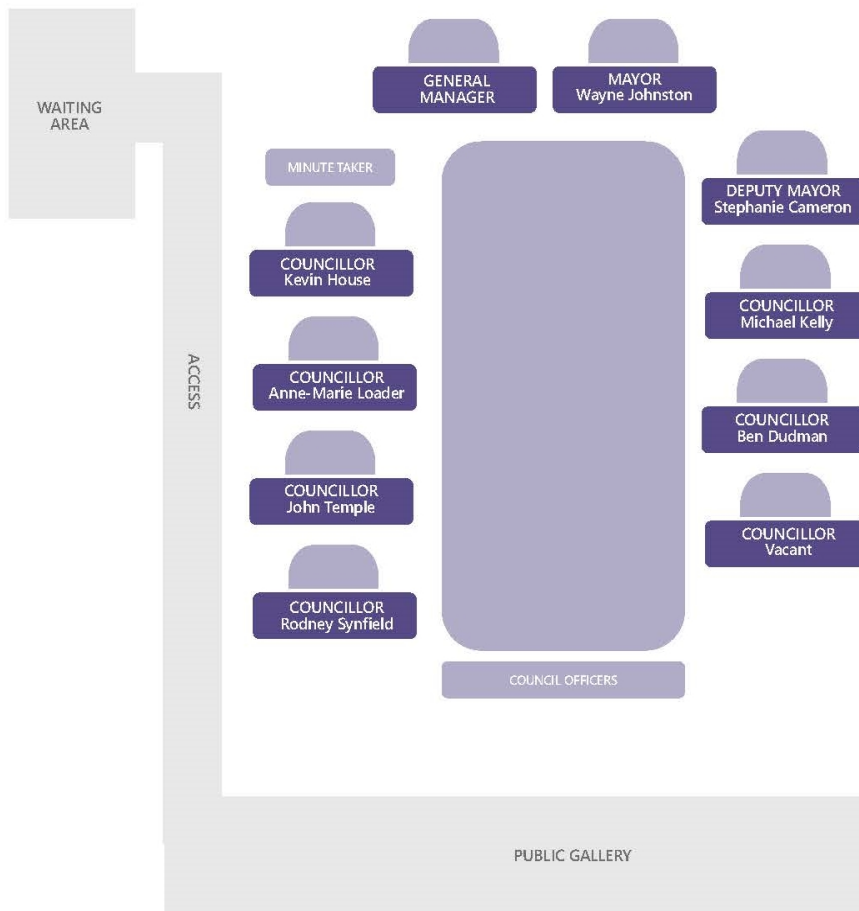 WAITING
AREA
GENERAL
MANAGER
MAYOR
Wayne Johnston
MINUTE TAKER
DEPUTY MAYOR
Stephanie Cameron
COUNCILLOR
Kevin House
COUNCILLOR
Michael Kelly
ACCESS
COUNCILLOR
Anne-Marie Loader
COUNCILLOR
Ben Dudman
COUNCILLOR
John Temple
COUNCILLOR
Vacant
COUNCILLOR
Rodney Synfield
COUNCIL OFFICERS
PUBLIC GALLERY